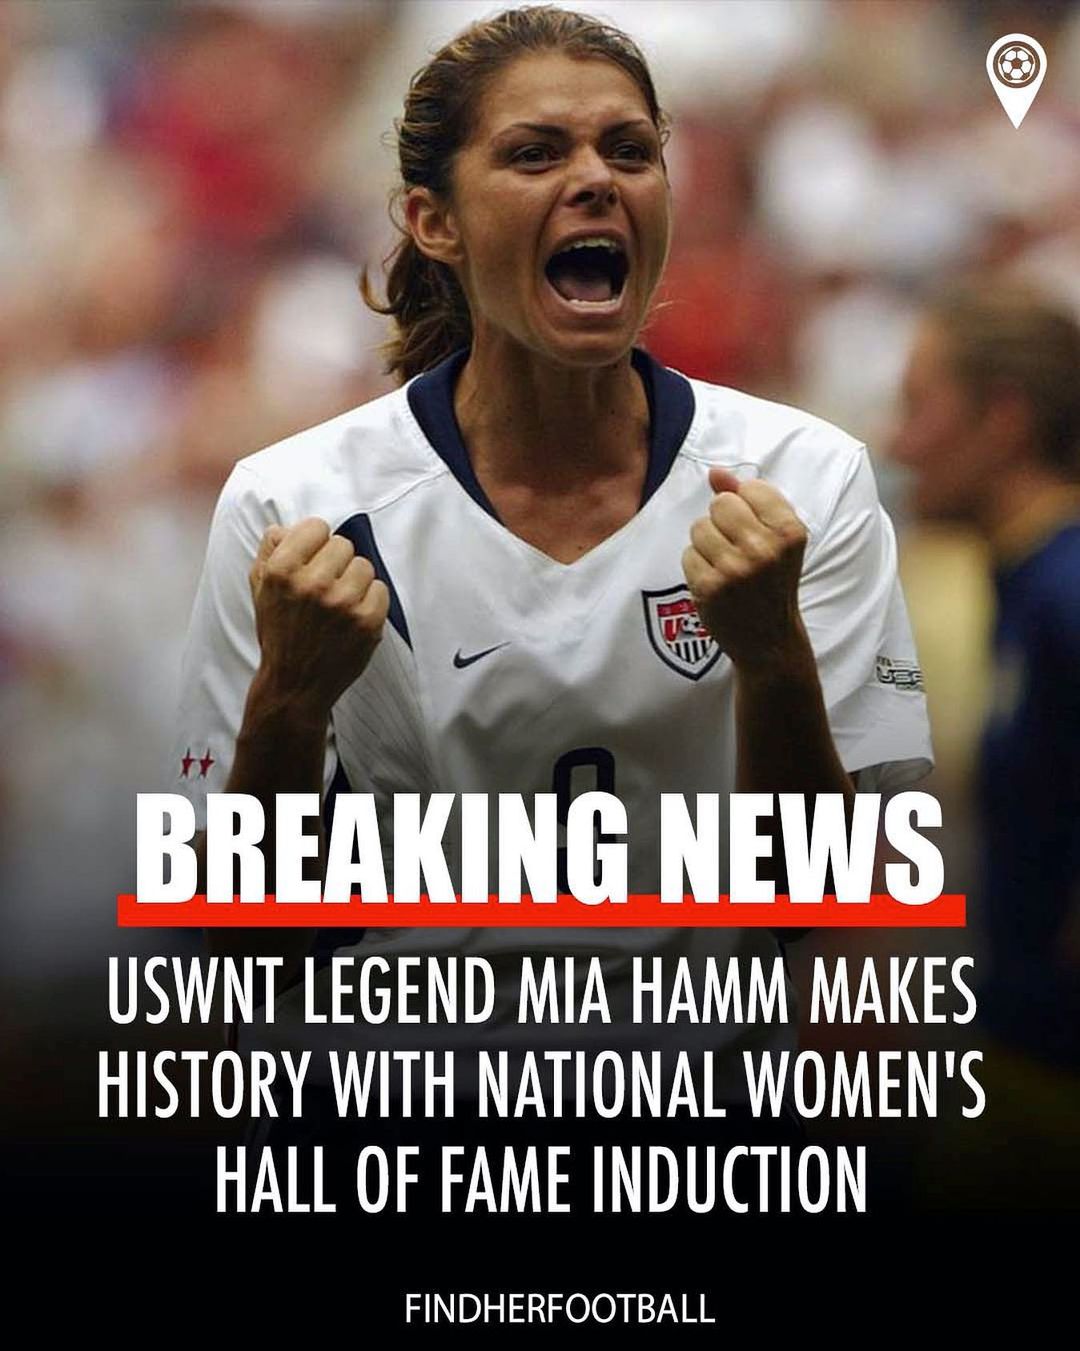 BREAKING NEWS
USWNT LEGEND MIA HAMM MAKES
HISTORY WITH NATIONAL WOMEN'S
HALL OF FAME INDUCTION
FINDHERFOOTBALL